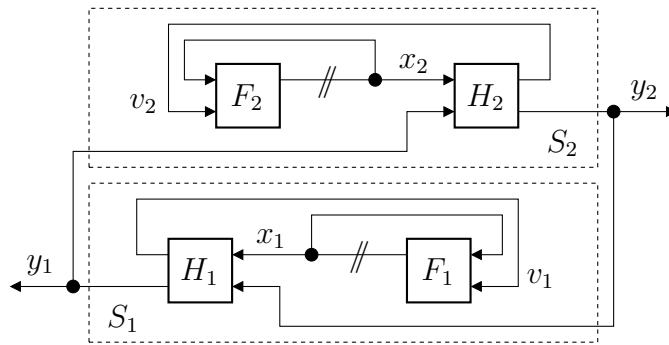 x₂
y₂
F₂
H₂
v₂
S₂
y₁
x₁
H₁
F₁
v₁
S₁